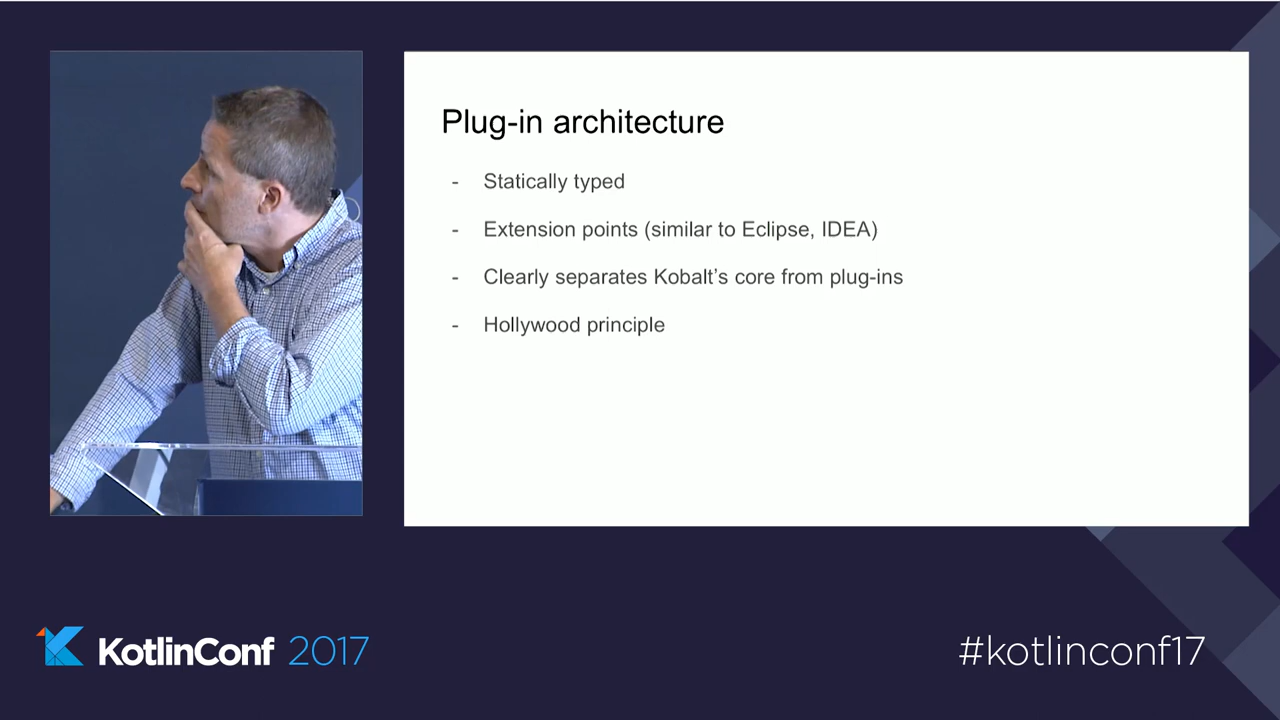 Plug-in architecture
- Statically typed
- Extension points (similar to Eclipse, IDEA)
- Clearly separates Kobalt’s core from plug-ins
- Hollywood principle
KotlinConf 2017
#kotlinconf17